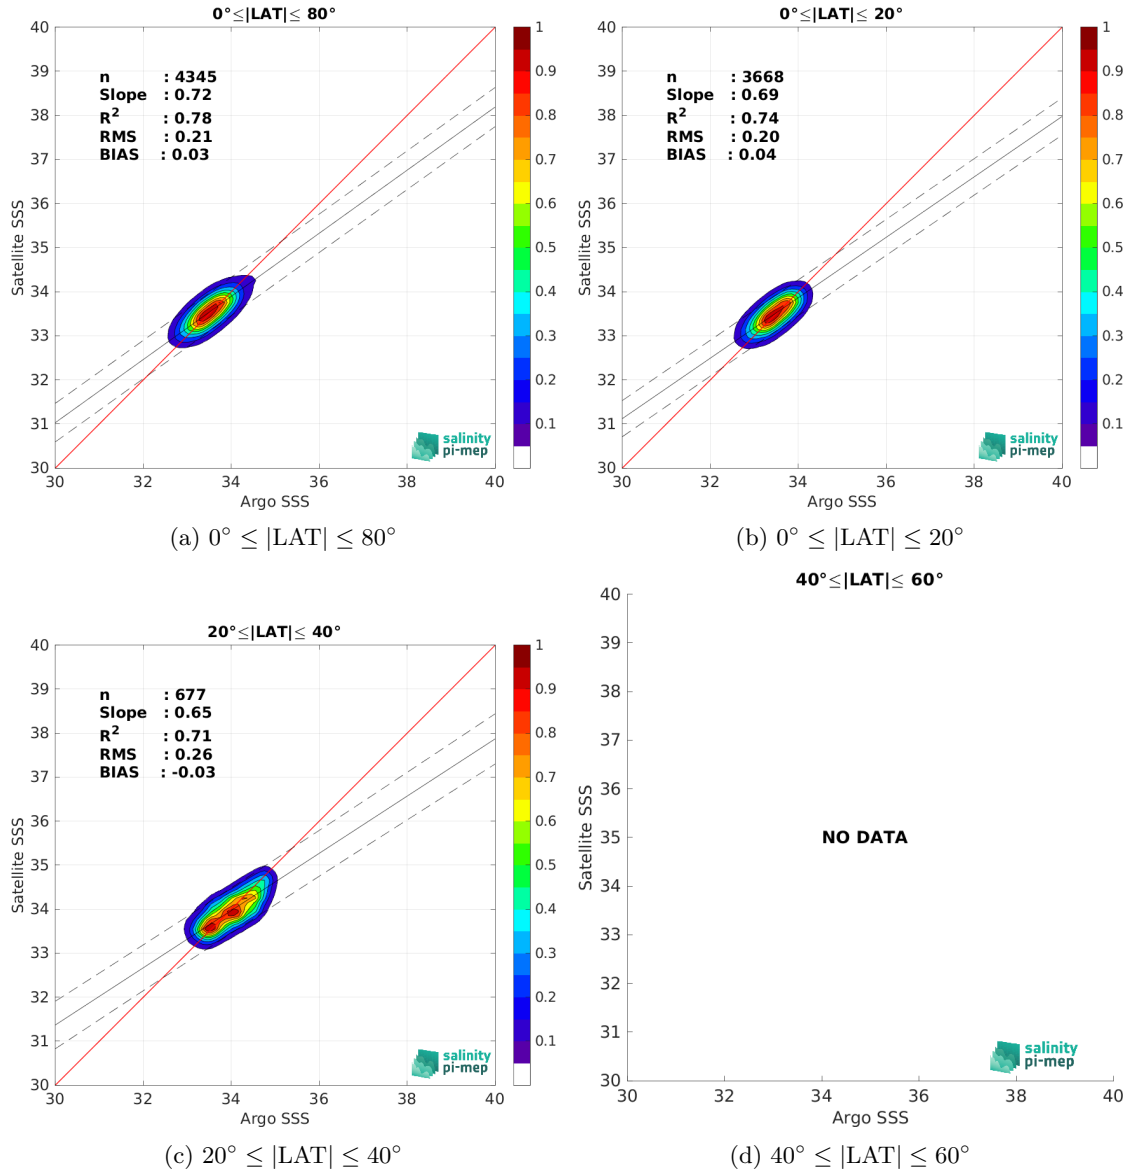 0°≤|LAT|≤ 80°
40
39
38
37
36
35
34
33
32
31
30
30
32
34
36
38
40
Satellite SSS
Argo SSS
n : 4345
Slope : 0.72
R² : 0.78
RMS : 0.21
BIAS : 0.03
1
0.9
0.8
0.7
0.6
0.5
0.4
0.3
0.2
0.1
salinity
pi-mep
(a) 0° ≤ |LAT| ≤ 80°
0°≤|LAT|≤ 20°
40
39
38
37
36
35
34
33
32
31
30
30
32
34
36
38
40
Satellite SSS
Argo SSS
n : 3668
Slope : 0.69
R² : 0.74
RMS : 0.20
BIAS : 0.04
1
0.9
0.8
0.7
0.6
0.5
0.4
0.3
0.2
0.1
salinity
pi-mep
(b) 0° ≤ |LAT| ≤ 20°
20°≤|LAT|≤ 40°
40
39
38
37
36
35
34
33
32
31
30
30
32
34
36
38
40
Satellite SSS
Argo SSS
n : 677
Slope : 0.65
R² : 0.71
RMS : 0.26
BIAS : -0.03
1
0.9
0.8
0.7
0.6
0.5
0.4
0.3
0.2
0.1
salinity
pi-mep
(c) 20° ≤ |LAT| ≤ 40°
40°≤|LAT|≤ 60°
40
39
38
37
36
35
34
33
32
31
30
30
32
34
36
38
40
Satellite SSS
Argo SSS
NO DATA
salinity
pi-mep
(d) 40° ≤ |LAT| ≤ 60°